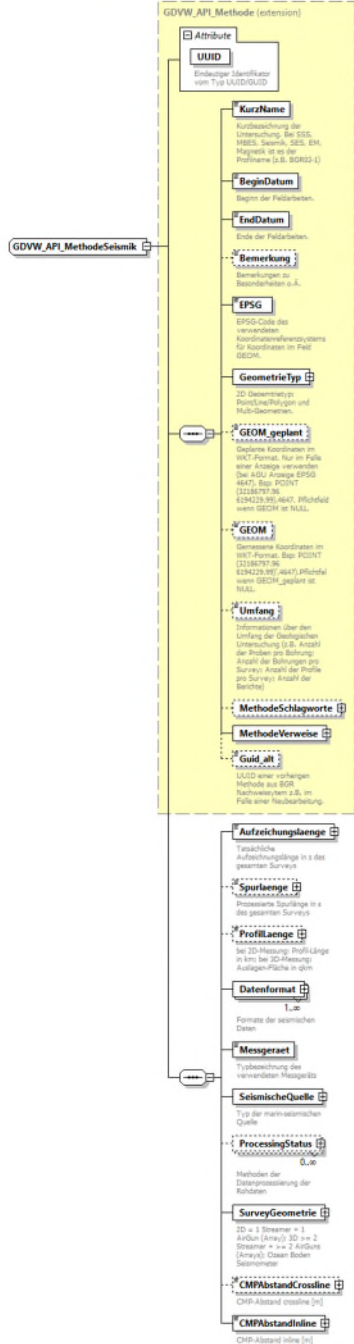 GDVW_API_Methode (extension)
Attribute
UUID
Eindeutiger Identifikator
vom Typ UUID/GUID
KurzName
Kurzbezeichnung der
Untersuchung. Bei SSS,
MBES, Seismik, SES, EM,
Magnetik ist es der
Profilname (z.B. BGR02-1)
BeginDatum
Beginn der Feldarbeiten.
EndDatum
Ende der Feldarbeiten.
GDVW_API_MethodeSeismik
Bemerkung
Bemerkungen zu
Besonderheiten o.Ä.
EPSG
EPSG-Code des
verwendeten
Koordinatenreferenzsystems
für Koordinaten im Feld
GEOM.
GeometrieTyp
2D Geometrietyp:
Point/Line/Polygon und
Multi-Geometrien.
GEOM_geplant
Geplante Koordinaten im
WKT-Format. Nur im Falle
einer Anzeige verwenden
(bei AGU Anzeige EPSG
4647). Bsp: POINT
(32186797.96
6194229.99),4647. Pflichtfeld
wenn GEOM ist NULL.
GEOM
Gemessene Koordinaten im
WKT-Format. Bsp: POINT
(32186797.96
6194229.99),4647).Pflichtfel
wenn GEOM_geplant ist
NULL.
Umfang
Informationen über den
Umfang der Geologischen
Untersuchung (z.B. Anzahl
der Proben pro Bohrung;
Anzahl der Bohrungen pro
Survey; Anzahl der Profile
pro Survey; Anzahl der
Berichte)
MethodeSchlagworte
MethodeVerweise
Guid_alt
UUID einer vorherigen
Methode aus BGR
Nachweissytem z.B. im
Falle einer Neubearbeitung.
Aufzeichungslaenge
Tatsächliche
Aufzeichnungslänge in s des
gesamten Surveys
Spurlaenge
Prozessierte Spurlänge in s
des gesamten Surveys
ProfilLaenge
bei 2D-Messung: Profil-Länge
in km; bei 3D-Messung:
Auslagen-Fläche in qkm
Datenformat
1..∞
Formate der seismischen
Daten
Messgeraet
Typbezeichnung des
verwendeten Messgeräts
SeismischeQuelle
Typ der marin-seismischen
Quelle
ProcessingStatus
0..∞
Methoden der
Datenprozessierung der
Rohdaten
SurveyGeometrie
2D = 1 Streamer + 1
AirGun (Array); 3D >= 2
Streamer + >= 2 AirGuns
(Arrays); Ozean Boden
Seismometer
CMPAbstandCrossline
CMP-Abstand crossline [m]
CMPAbstandInline
CMP-Abstand inline [m]